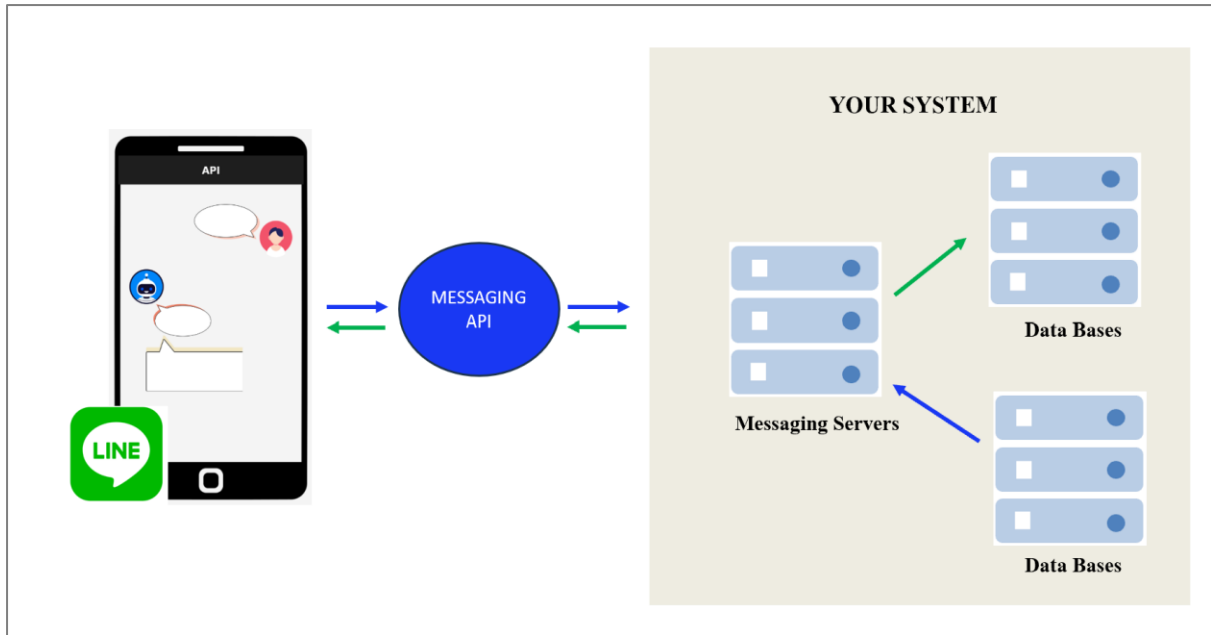 YOUR SYSTEM
API
MESSAGING
API
LINE
Messaging Servers
Data Bases
Data Bases